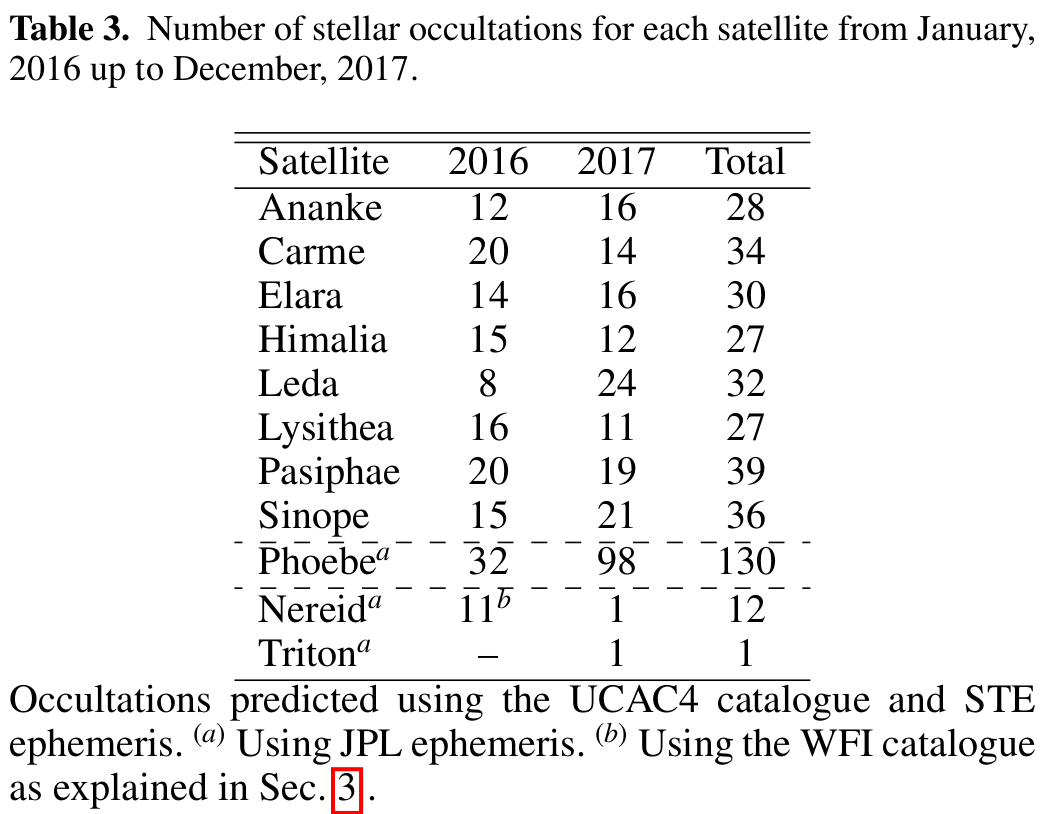 Table 3. Number of stellar occultations for each satellite from January,
2016 up to December, 2017.
Satellite 2016 2017 Total
Ananke 12 16 28
Carme 20 14 34
Elara 14 16 30
Himalia 15 12 27
Leda 8 24 32
Lysithea 16 11 27
Pasiphae 20 19 39
Sinope 15 21 36
Phoebeᵃ 32 98 130
Nereidᵃ 11ᵇ 1 12
Tritonᵃ – 1 1
Occultations predicted using the UCAC4 catalogue and STE
ephemeris. ⁽ᵃ⁾ Using JPL ephemeris. ⁽ᵇ⁾ Using the WFI catalogue
as explained in Sec. 3 .